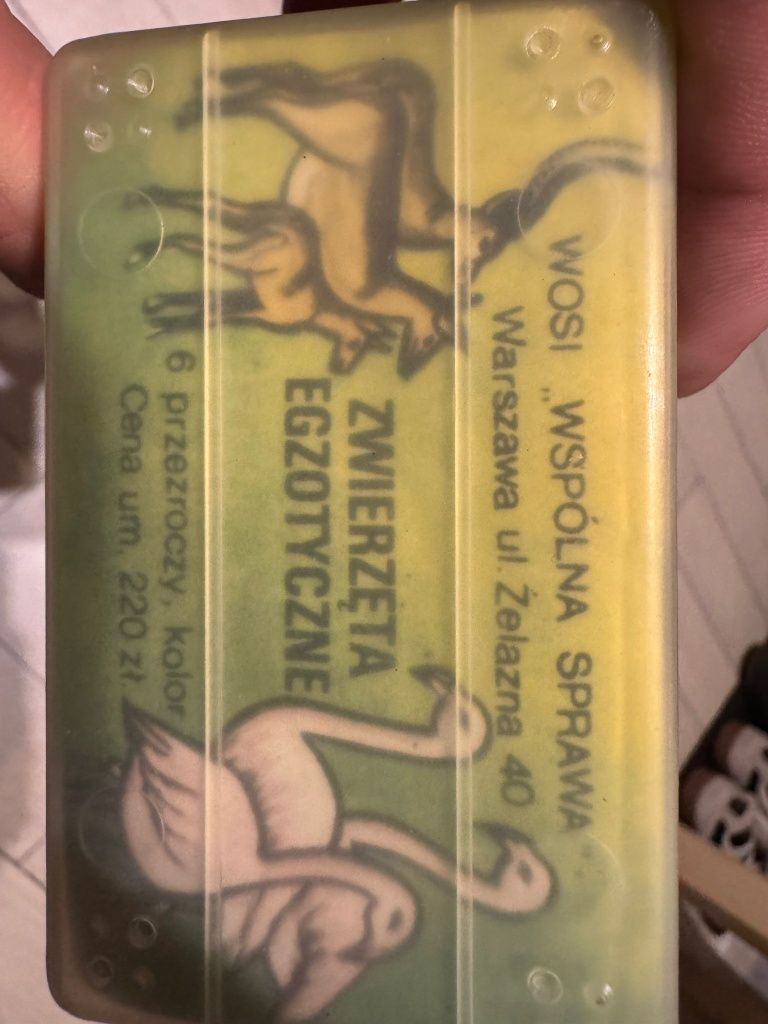 WOSI „WSPÓLNA SPRAWA"
Warszawa ul. Żelazna 40
ZWIERZĘTA
EGZOTYCZNE
6 przezroczy, kolor
Cena um. 220 zł.